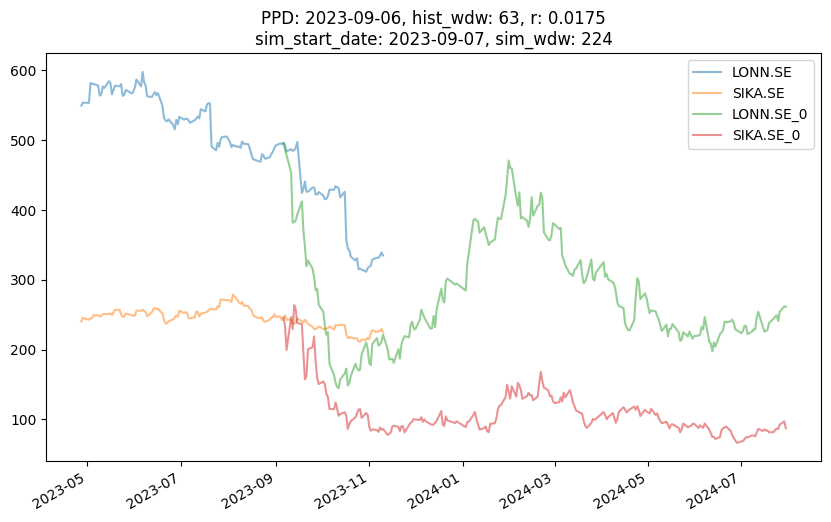 PPD: 2023-09-06, hist_wdw: 63, r: 0.0175
sim_start_date: 2023-09-07, sim_wdw: 224
LONN.SE
SIKA.SE
LONN.SE_0
SIKA.SE_0
600
500
400
300
200
100
2023-05
2023-07
2023-09
2023-11
2024-01
2024-03
2024-05
2024-07